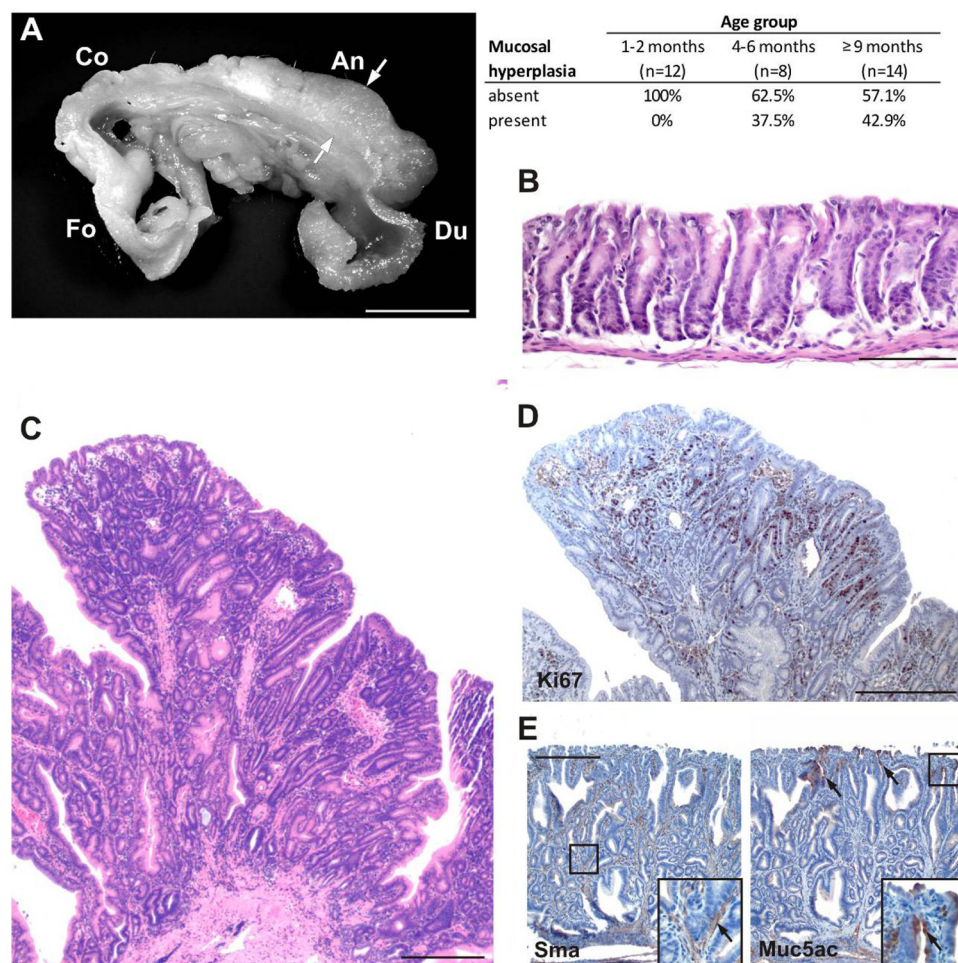 A
Co
An
Fo
Du
Age group
Mucosal 1-2 months 4-6 months ≥ 9 months
hyperplasia (n=12) (n=8) (n=14)
absent 100% 62.5% 57.1%
present 0% 37.5% 42.9%
B
C
D
Ki67
E
Sma
Muc5ac